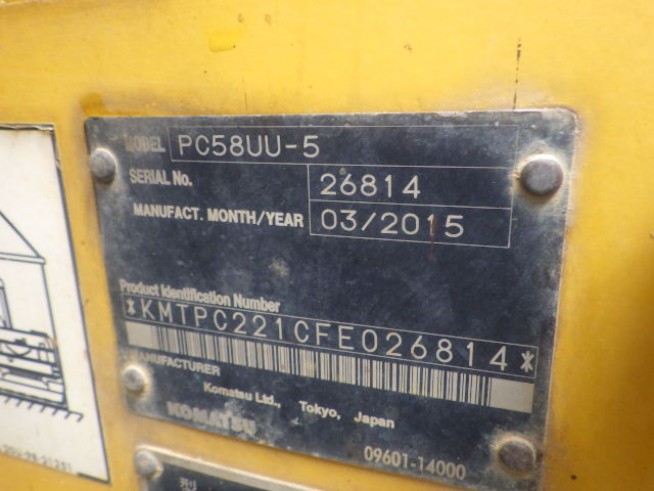 MODEL PC58UU-5
SERIAL No. 26814
MANUFACT. MONTH/YEAR 03/2015
Product Identification Number
*KMTPC221CFE026814*
MANUFACTURER
Komatsu Ltd., Tokyo, Japan
KOMATSU
09601-14000